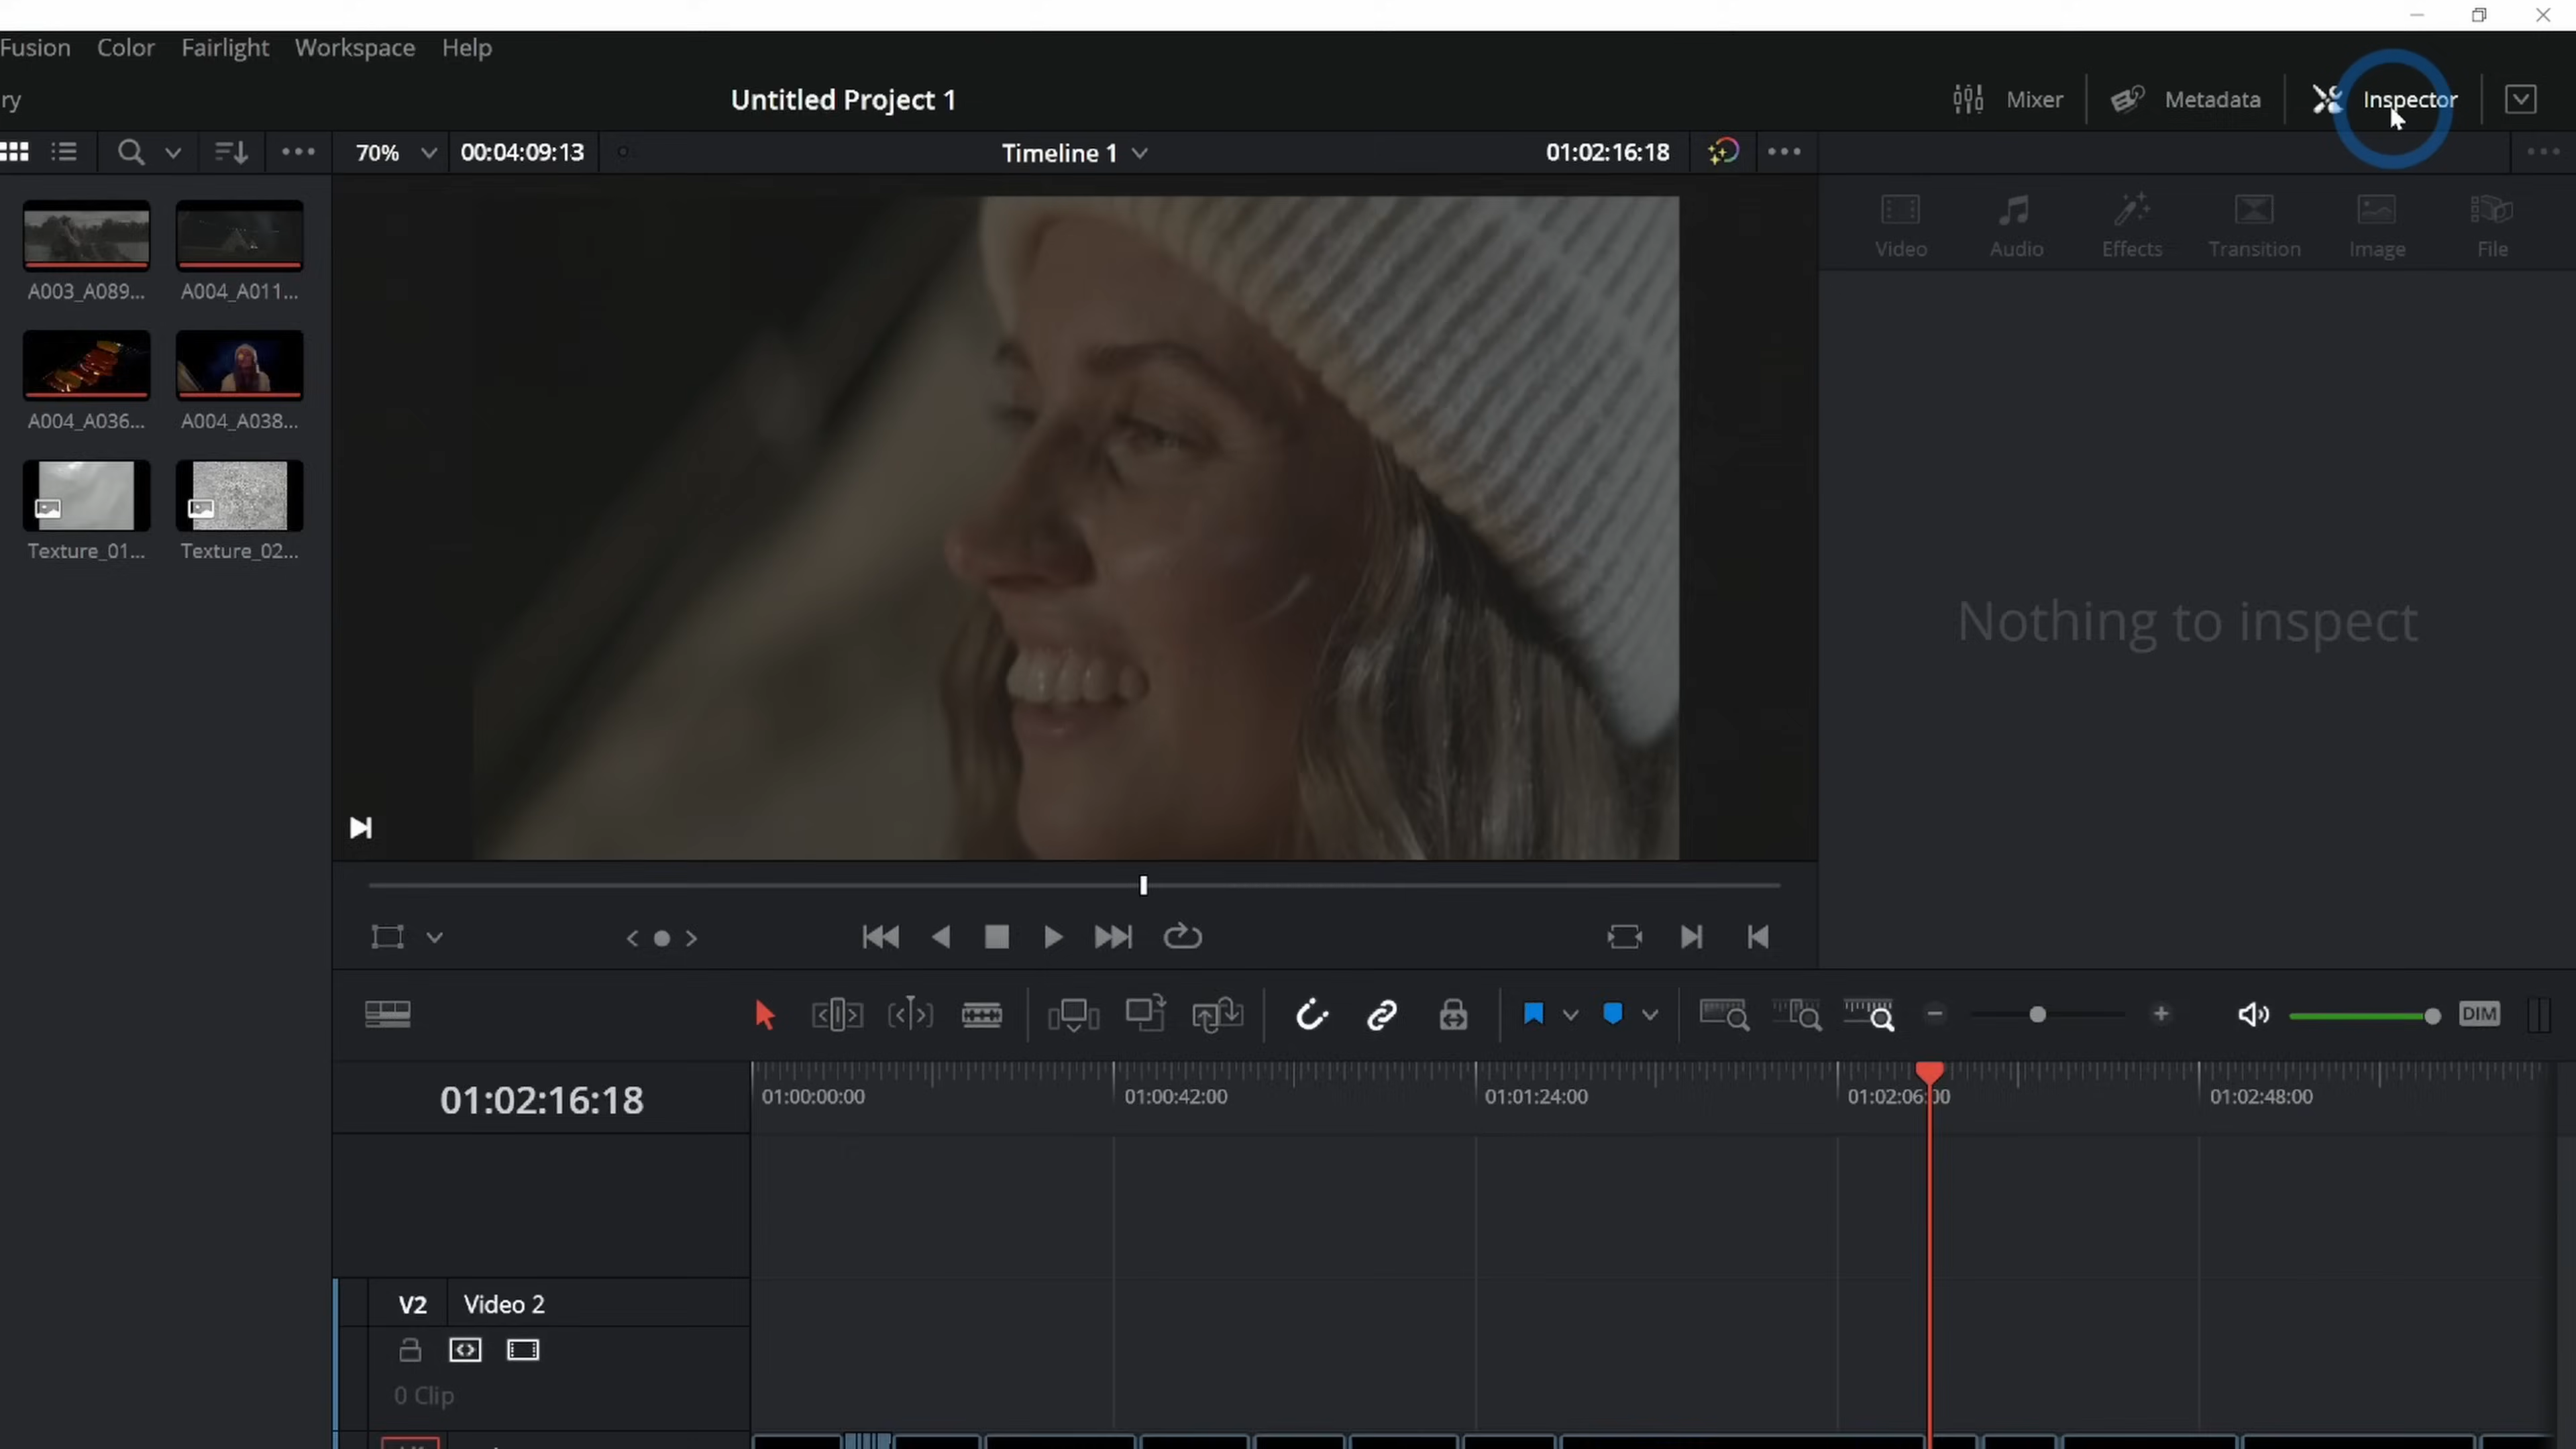 Fusion Color Fairlight Workspace Help
ry
Untitled Project 1
Mixer Metadata Inspector
70% 00:04:09:13 Timeline 1 01:02:16:18
Video Audio Effects Transition Image File
A003_A089... A004_A011...
A004_A036... A004_A038...
Texture_01... Texture_02...
Nothing to inspect
DIM
01:02:16:18
01:00:00:00 01:00:42:00 01:01:24:00 01:02:06:00 01:02:48:00
V2 Video 2
0 Clip